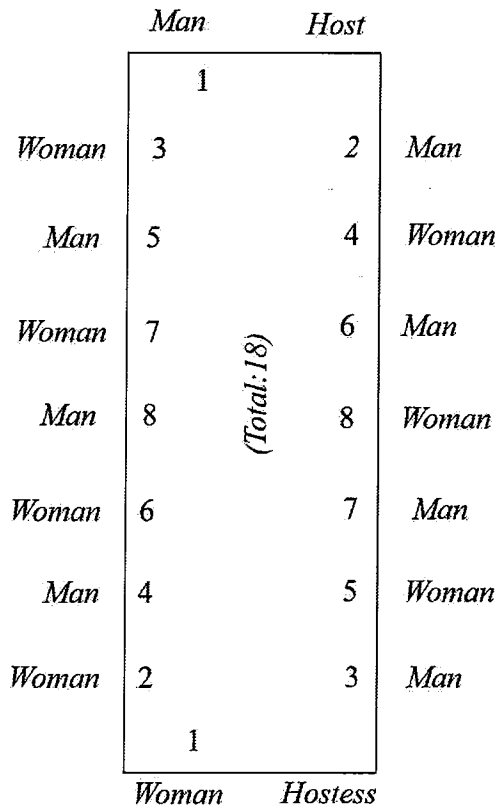 Man Host
1
Woman 3 2 Man
Man 5 4 Woman
Woman 7 6 Man
(Total:18)
Man 8 8 Woman
Woman 6 7 Man
Man 4 5 Woman
Woman 2 3 Man
1
Woman Hostess